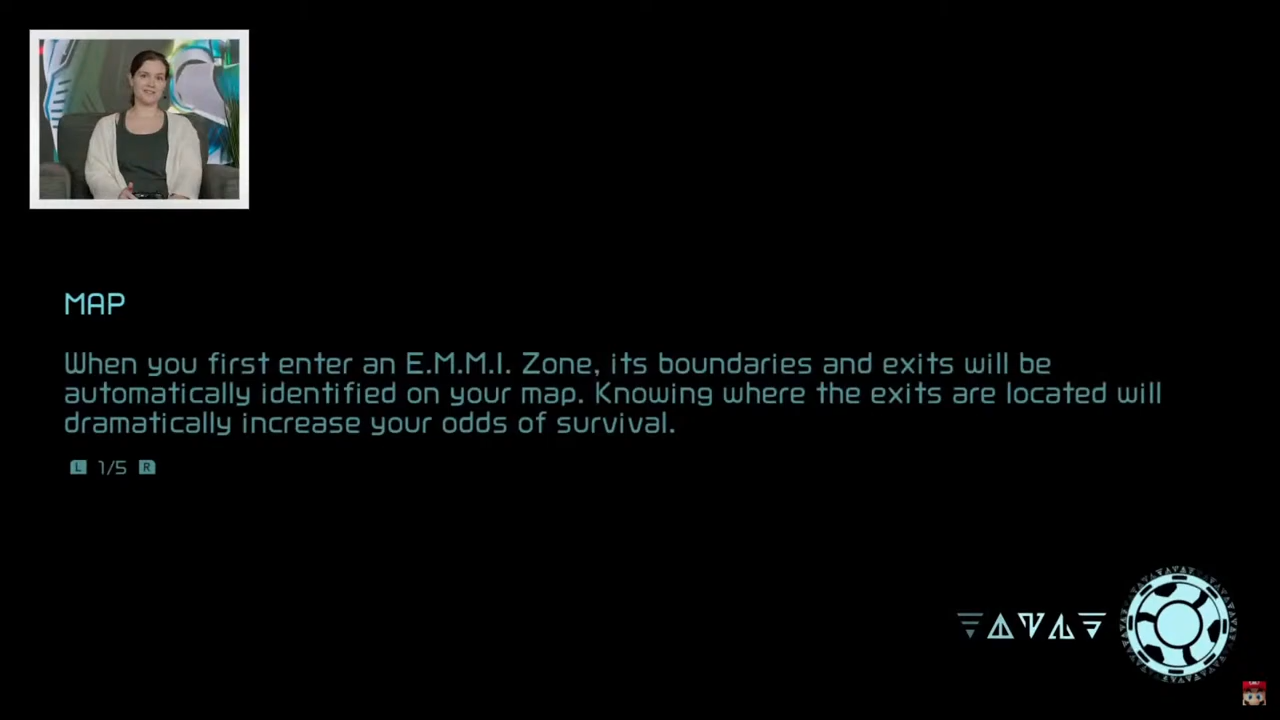 MAP
When you first enter an E.M.M.I. Zone, its boundaries and exits will be
automatically identified on your map. Knowing where the exits are located will
dramatically increase your odds of survival.
L 1/5 R